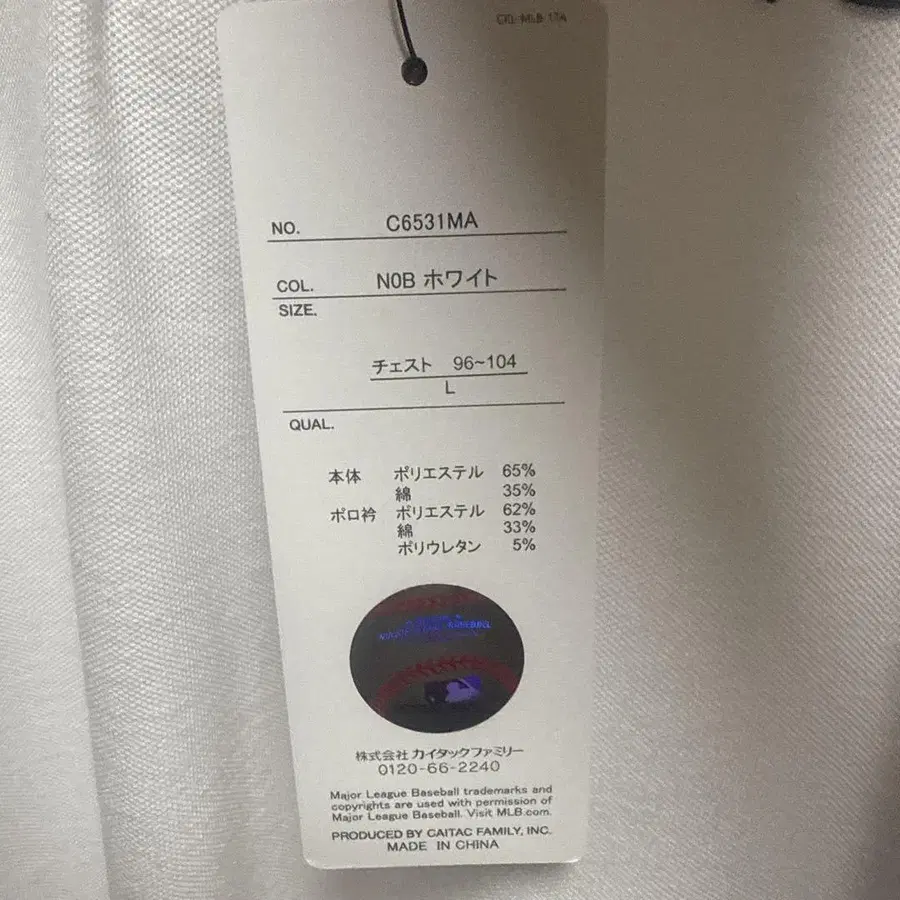 NO. C6531MA
COL. N0B ホワイト
SIZE.
チェスト 96~104
L
QUAL.
本体 ポリエステル 65%
綿 35%
ポロ衿 ポリエステル 62%
綿 33%
ポリウレタン 5%
MAJOR LEAGUE BASEBALL
株式会社 カイタックファミリー
0120-66-2240
Major League Baseball trademarks and
copyrights are used with permission of
Major League Baseball. Visit MLB.com.
PRODUCED BY CAITAC FAMILY, INC.
MADE IN CHINA